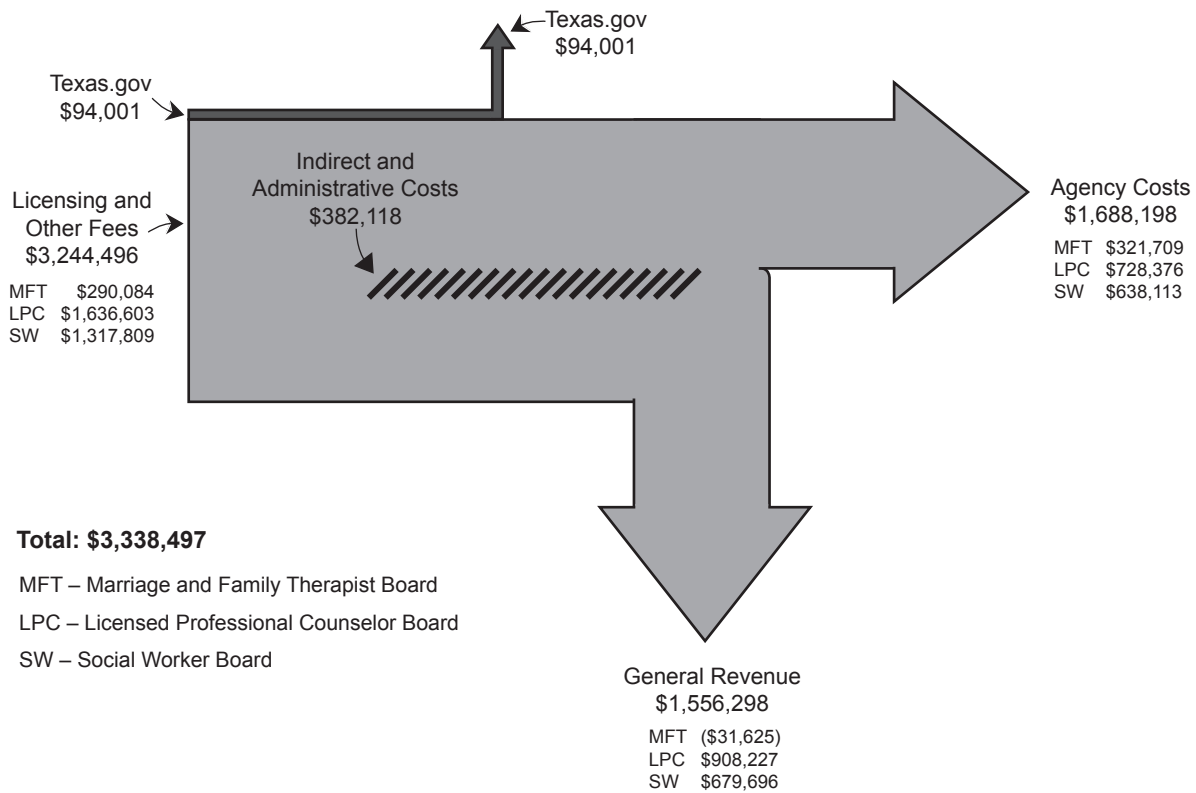 Texas.gov
$94,001
Texas.gov
$94,001
Indirect and
Administrative Costs
$382,118
Licensing and
Other Fees
$3,244,496
MFT $290,084
LPC $1,636,603
SW $1,317,809
Agency Costs
$1,688,198
MFT $321,709
LPC $728,376
SW $638,113
Total: $3,338,497
MFT – Marriage and Family Therapist Board
LPC – Licensed Professional Counselor Board
SW – Social Worker Board
General Revenue
$1,556,298
MFT ($31,625)
LPC $908,227
SW $679,696